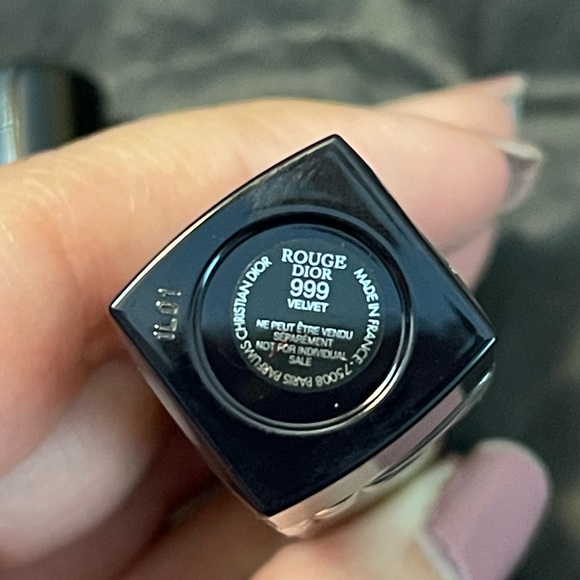 ROUGE
DIOR
999
VELVET
NE PEUT ÊTRE VENDU
SÉPARÉMENT
NOT FOR INDIVIDUAL
SALE
MADE IN FRANCE - 75008 PARIS PARFUMS CHRISTIAN DIOR
1L01